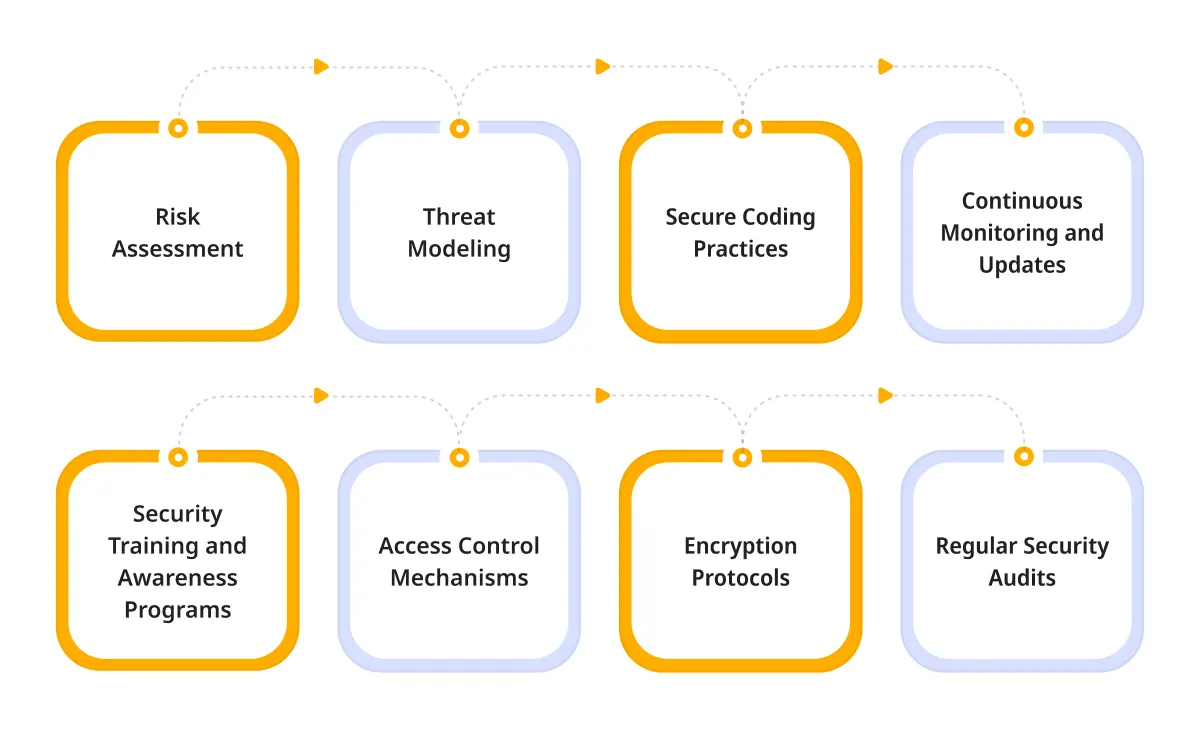 Risk
Assessment
Threat
Modeling
Secure Coding
Practices
Continuous
Monitoring and
Updates
Security
Training and
Awareness
Programs
Access Control
Mechanisms
Encryption
Protocols
Regular Security
Audits